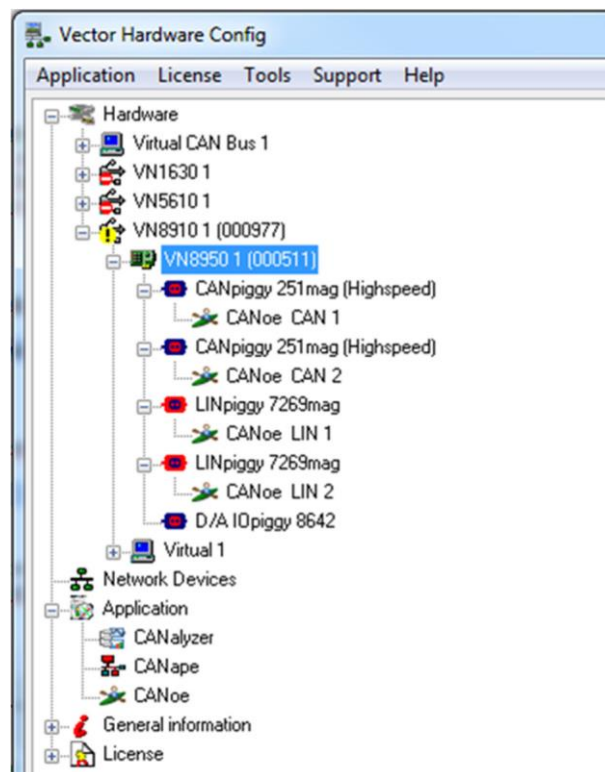 Vector Hardware Config
Application License Tools Support Help
Hardware
Virtual CAN Bus 1
VN1630 1
VN5610 1
VN8910 1 (000977)
VN8950 1 (000511)
CANpiggy 251mag (Highspeed)
CANoe CAN 1
CANpiggy 251mag (Highspeed)
CANoe CAN 2
LINpiggy 7269mag
CANoe LIN 1
LINpiggy 7269mag
CANoe LIN 2
D/A IOpiggy 8642
Virtual 1
Network Devices
Application
CANalyzer
CANape
CANoe
General information
License